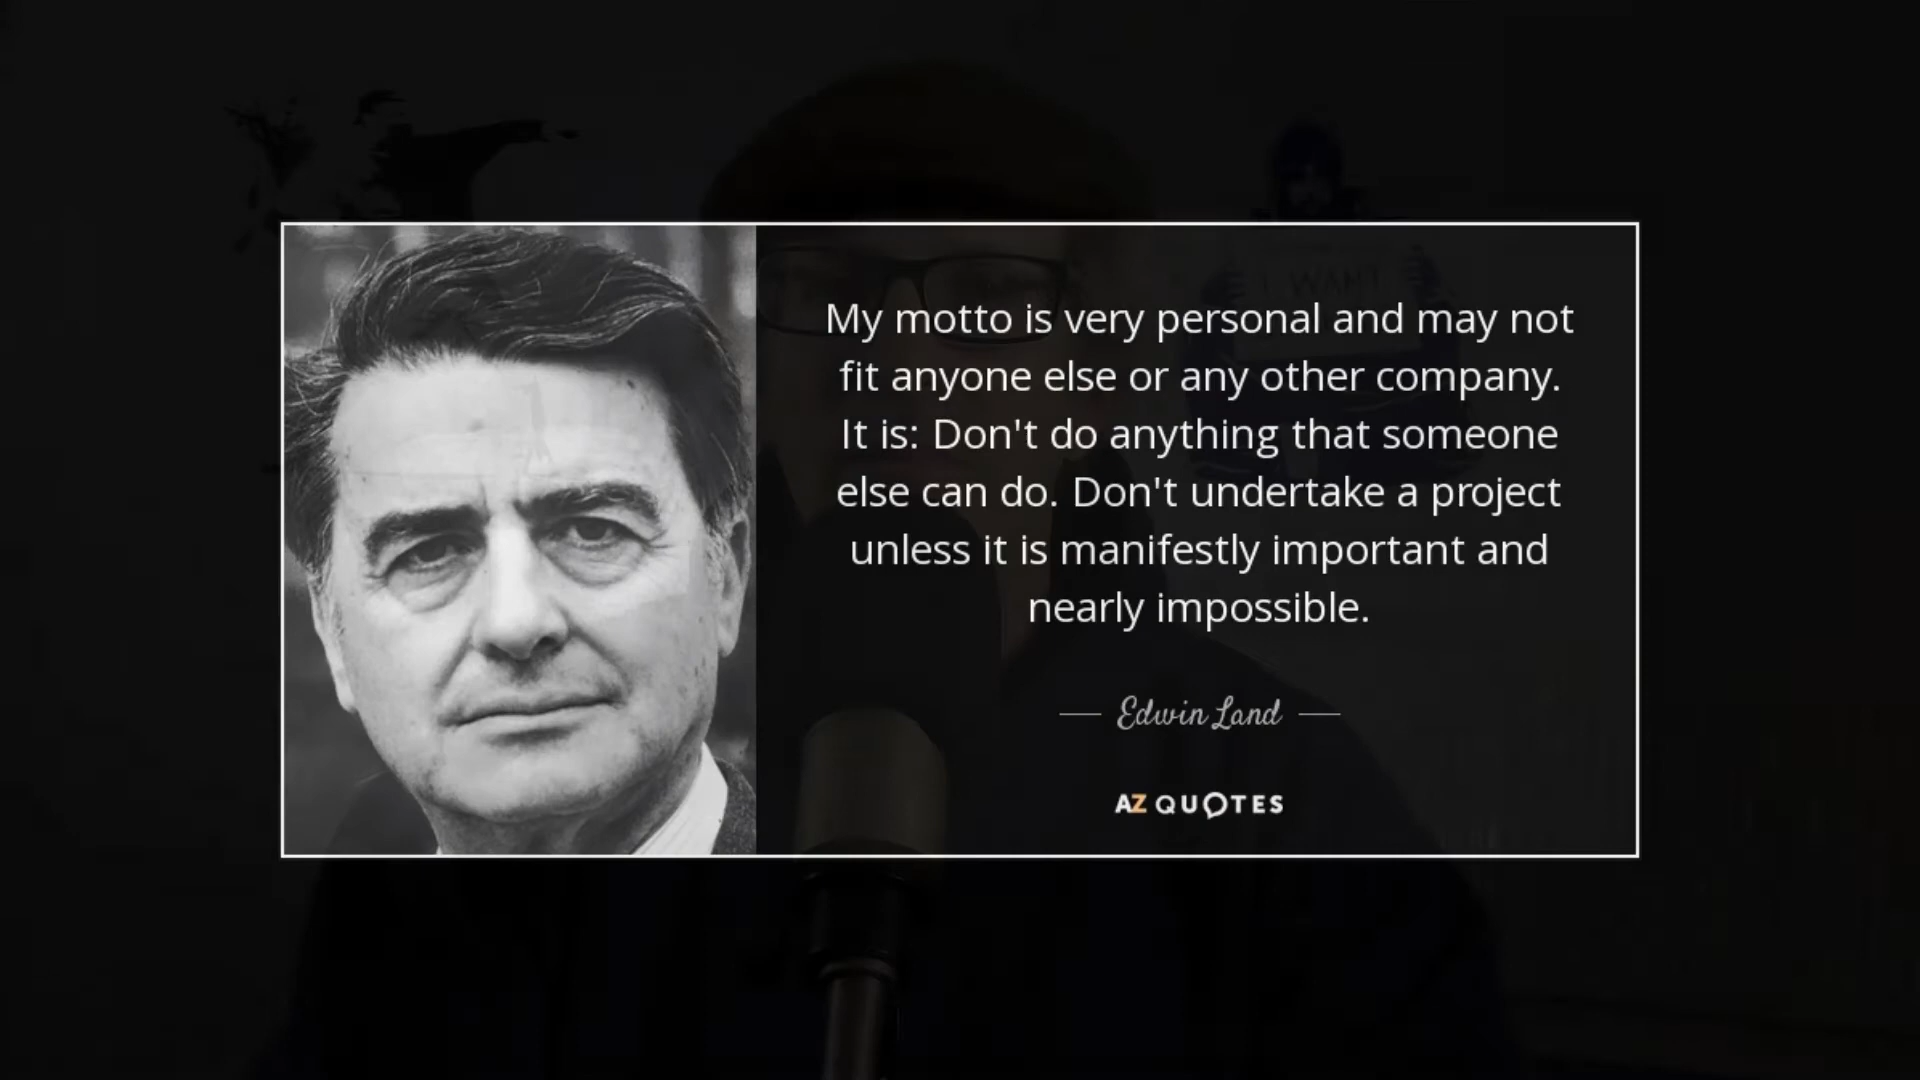 My motto is very personal and may not
fit anyone else or any other company.
It is: Don't do anything that someone
else can do. Don't undertake a project
unless it is manifestly important and
nearly impossible.
Edwin Land
AZ QUOTES
I WANT